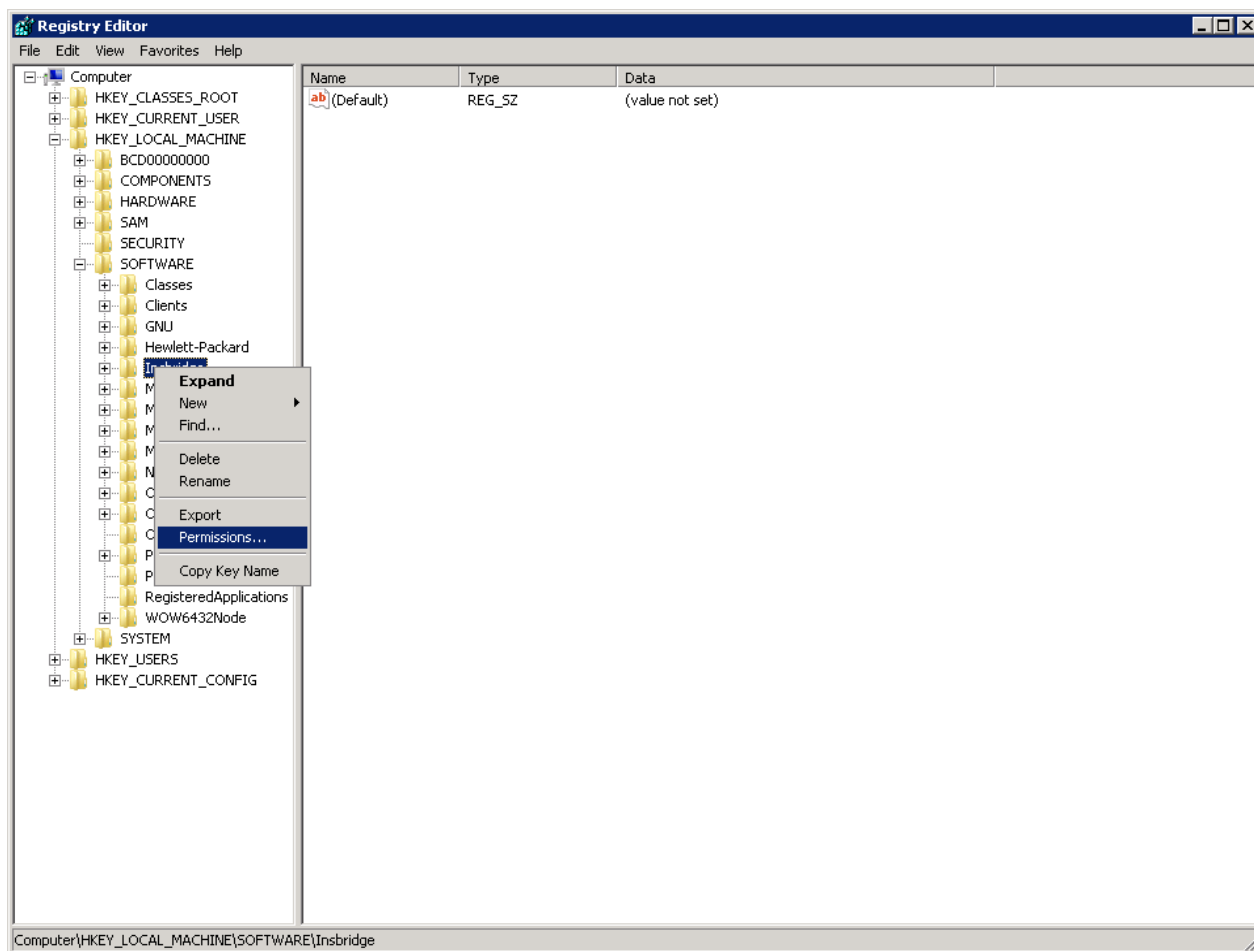 Registry Editor
File Edit View Favorites Help
Computer
HKEY_CLASSES_ROOT
HKEY_CURRENT_USER
HKEY_LOCAL_MACHINE
BCD00000000
COMPONENTS
HARDWARE
SAM
SECURITY
SOFTWARE
Classes
Clients
GNU
Hewlett-Packard
Insbridge
M
M
M
M
N
O
O
O
P
P
RegisteredApplications
WOW6432Node
SYSTEM
HKEY_USERS
HKEY_CURRENT_CONFIG
Expand
New
Find...
Delete
Rename
Export
Permissions...
Copy Key Name
Name Type Data
ab (Default) REG_SZ (value not set)
Computer\HKEY_LOCAL_MACHINE\SOFTWARE\Insbridge